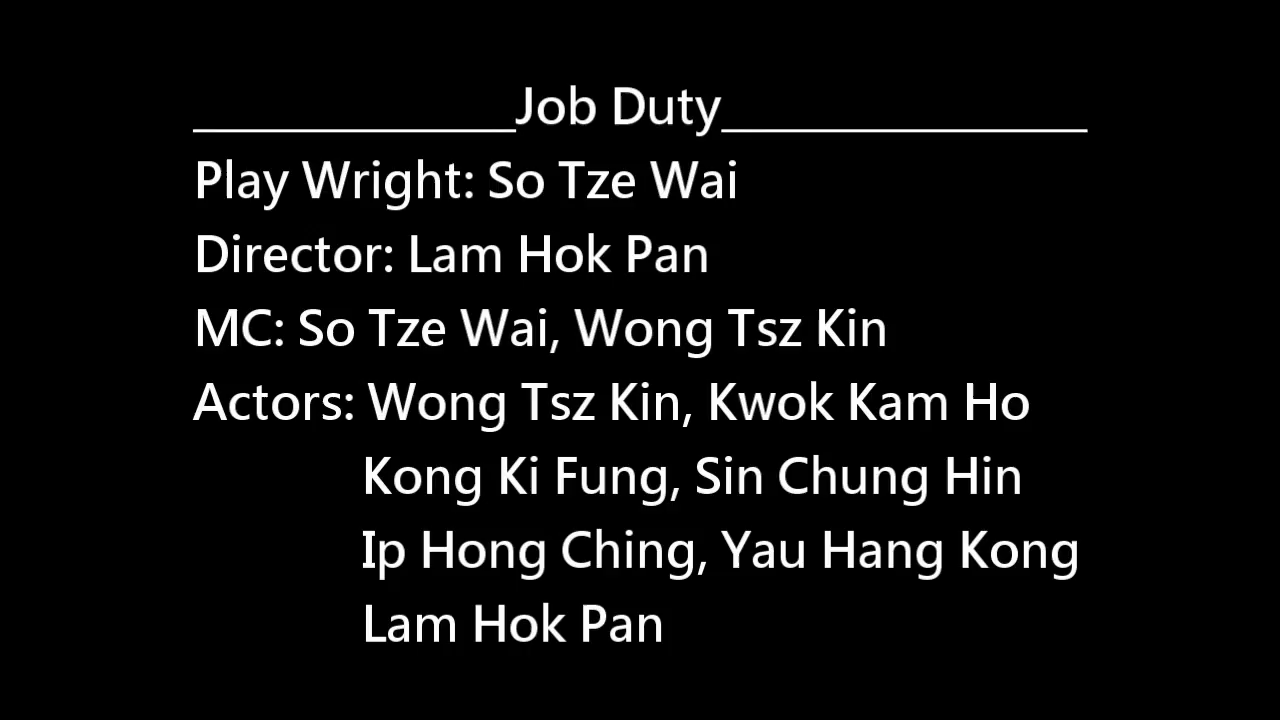 _____________Job Duty_______________
Play Wright: So Tze Wai
Director: Lam Hok Pan
MC: So Tze Wai, Wong Tsz Kin
Actors: Wong Tsz Kin, Kwok Kam Ho
Kong Ki Fung, Sin Chung Hin
Ip Hong Ching, Yau Hang Kong
Lam Hok Pan